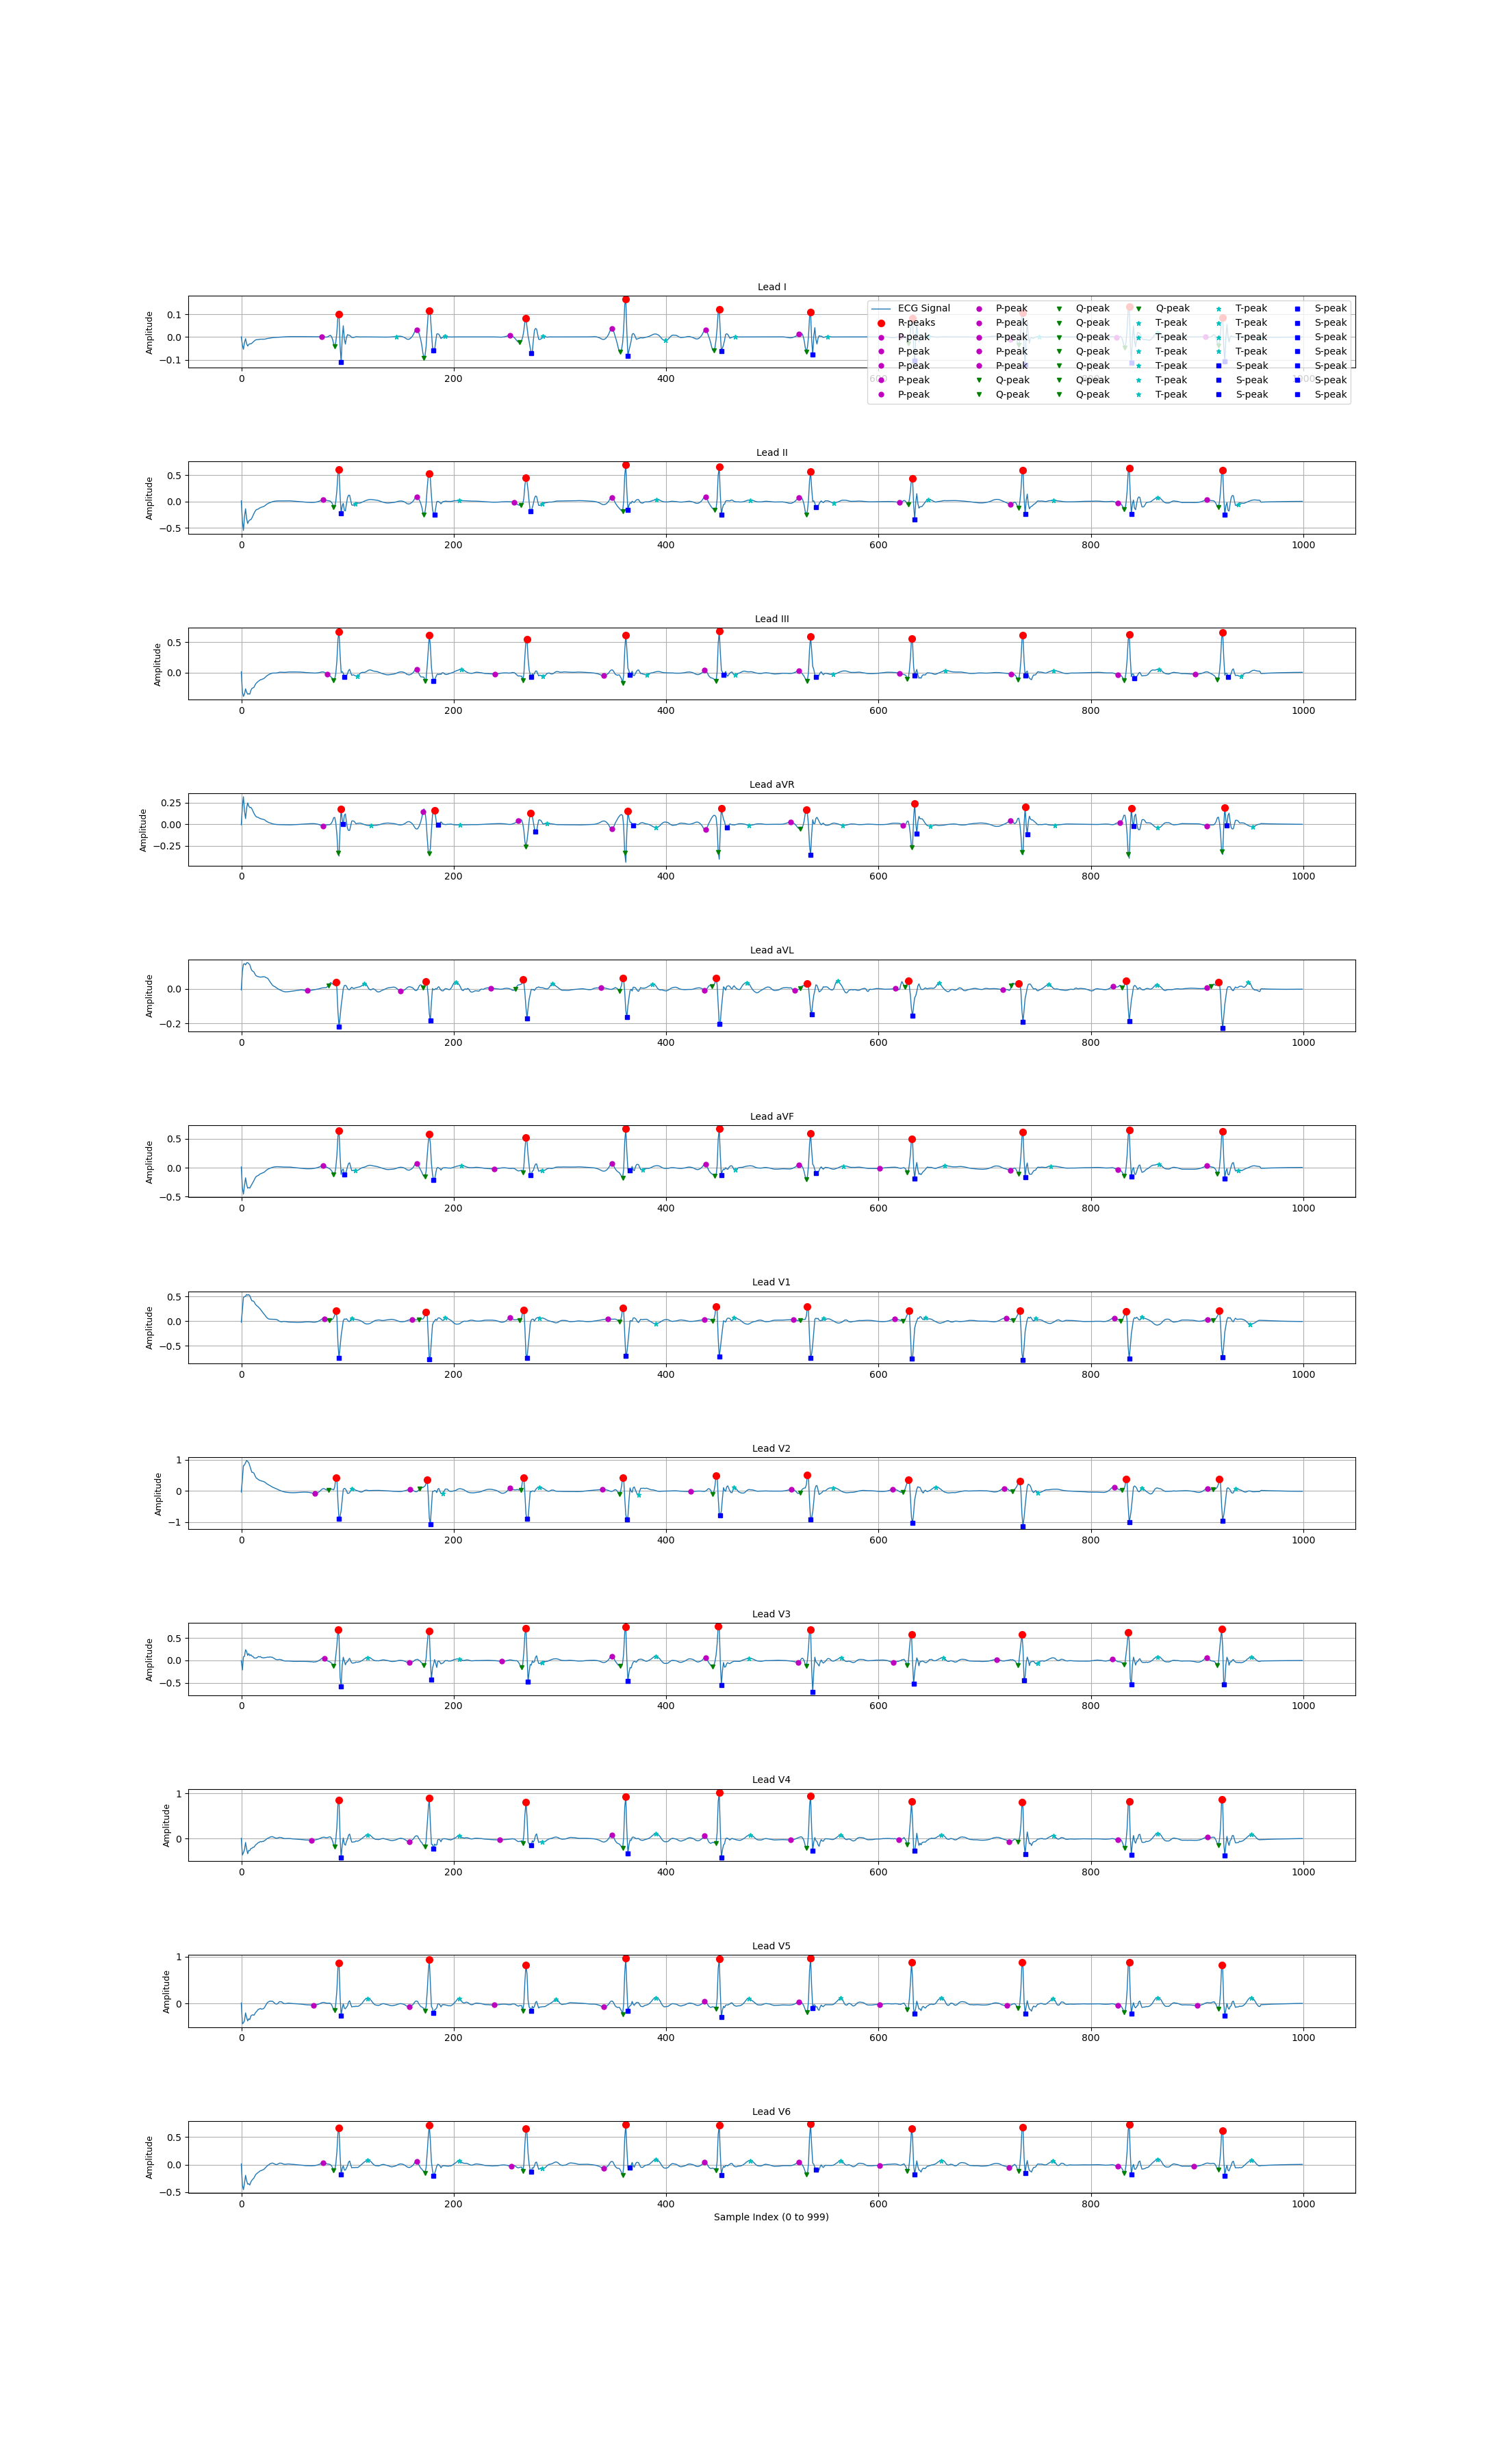 Lead I
Amplitude
0.1
0.0
−0.1
0 200 400 600 800 1000
ECG Signal P-peak Q-peak Q-peak T-peak S-peak
R-peaks P-peak Q-peak T-peak T-peak S-peak
P-peak P-peak Q-peak T-peak T-peak S-peak
P-peak P-peak Q-peak T-peak T-peak S-peak
P-peak P-peak Q-peak T-peak S-peak S-peak
P-peak Q-peak Q-peak T-peak S-peak S-peak
P-peak Q-peak Q-peak T-peak S-peak S-peak
Lead II
Amplitude
0.5
0.0
−0.5
0 200 400 600 800 1000
Lead III
Amplitude
0.5
0.0
0 200 400 600 800 1000
Lead aVR
Amplitude
0.25
0.00
−0.25
0 200 400 600 800 1000
Lead aVL
Amplitude
0.0
−0.2
0 200 400 600 800 1000
Lead aVF
Amplitude
0.5
0.0
−0.5
0 200 400 600 800 1000
Lead V1
Amplitude
0.5
0.0
−0.5
0 200 400 600 800 1000
Lead V2
Amplitude
1
0
−1
0 200 400 600 800 1000
Lead V3
Amplitude
0.5
0.0
−0.5
0 200 400 600 800 1000
Lead V4
Amplitude
1
0
0 200 400 600 800 1000
Lead V5
Amplitude
1
0
0 200 400 600 800 1000
Lead V6
Amplitude
0.5
0.0
−0.5
0 200 400 600 800 1000
Sample Index (0 to 999)